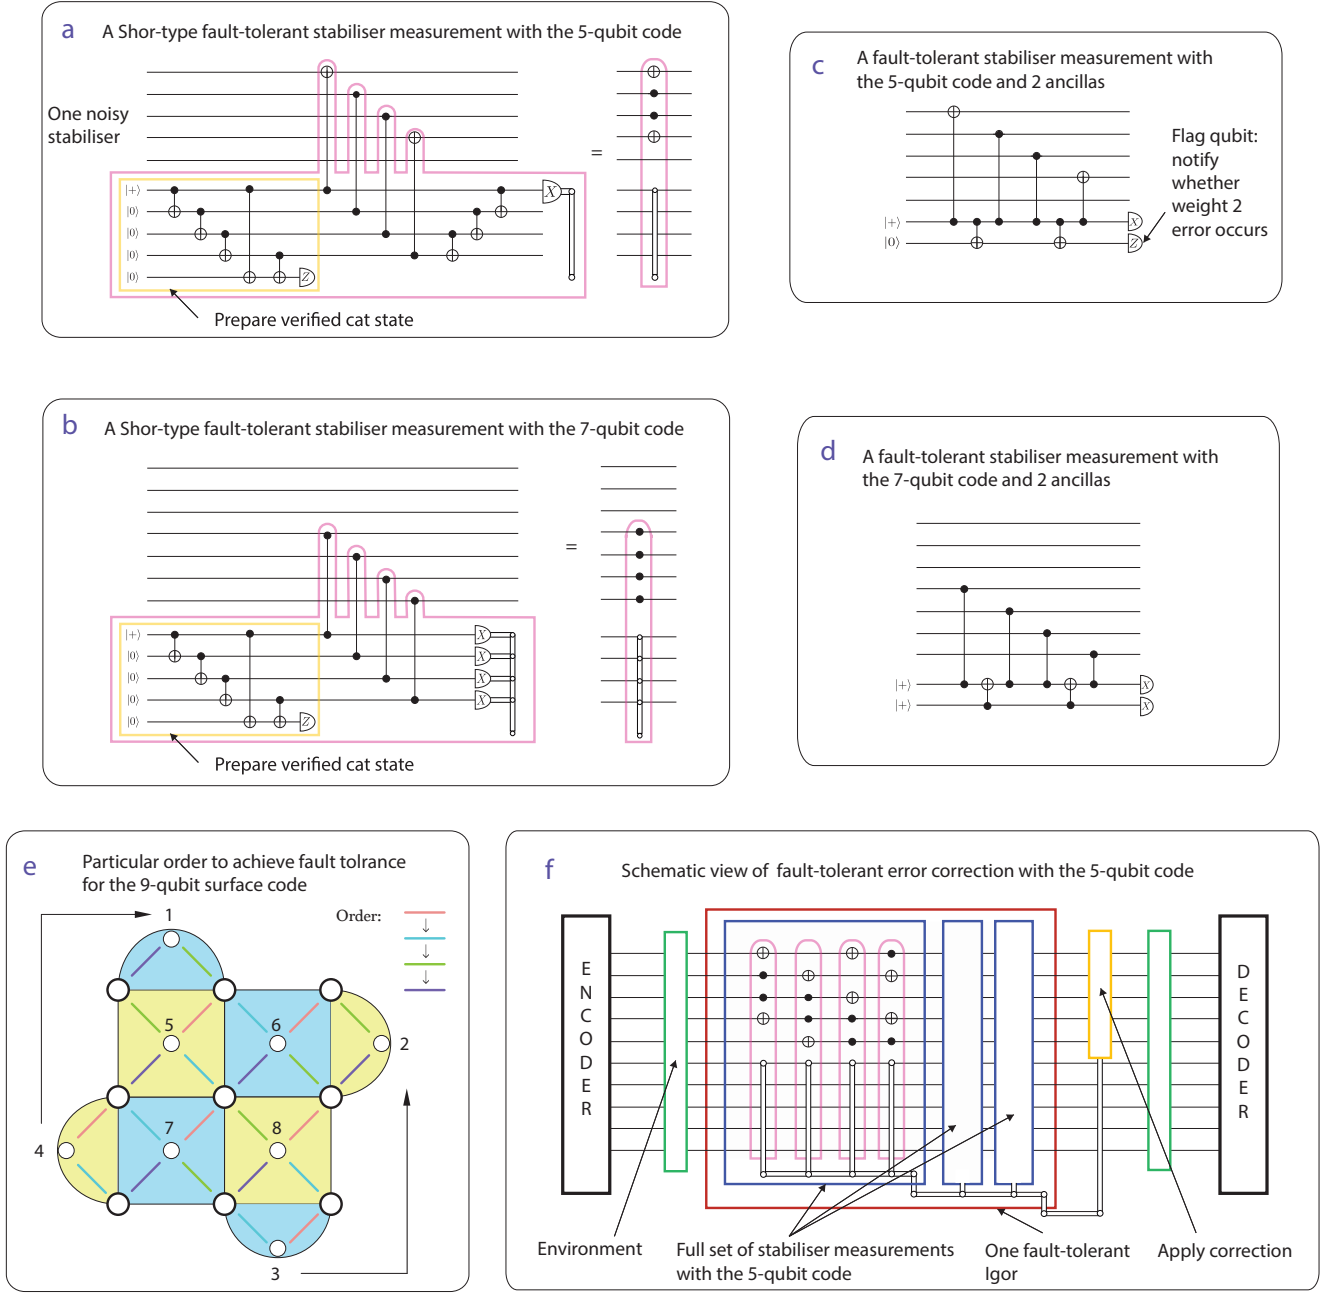 a A Shor-type fault-tolerant stabiliser measurement with the 5-qubit code
One noisy
stabiliser
|+⟩
|0⟩
|0⟩
|0⟩
|0⟩
X
Z
=
Prepare verified cat state
c A fault-tolerant stabiliser measurement with
the 5-qubit code and 2 ancillas
Flag qubit:
notify
whether
weight 2
error occurs
|+⟩ X
|0⟩ Z
b A Shor-type fault-tolerant stabiliser measurement with the 7-qubit code
=
|+⟩ X
|0⟩ X
|0⟩ X
|0⟩ X
|0⟩ Z
Prepare verified cat state
d A fault-tolerant stabiliser measurement with
the 7-qubit code and 2 ancillas
|+⟩ X
|+⟩ X
e Particular order to achieve fault tolrance
for the 9-qubit surface code
Order:
1
5
6
2
4
7
8
3
f Schematic view of fault-tolerant error correction with the 5-qubit code
ENCODER
DECODER
Environment
Full set of stabiliser measurements
with the 5-qubit code
One fault-tolerant
Igor
Apply correction